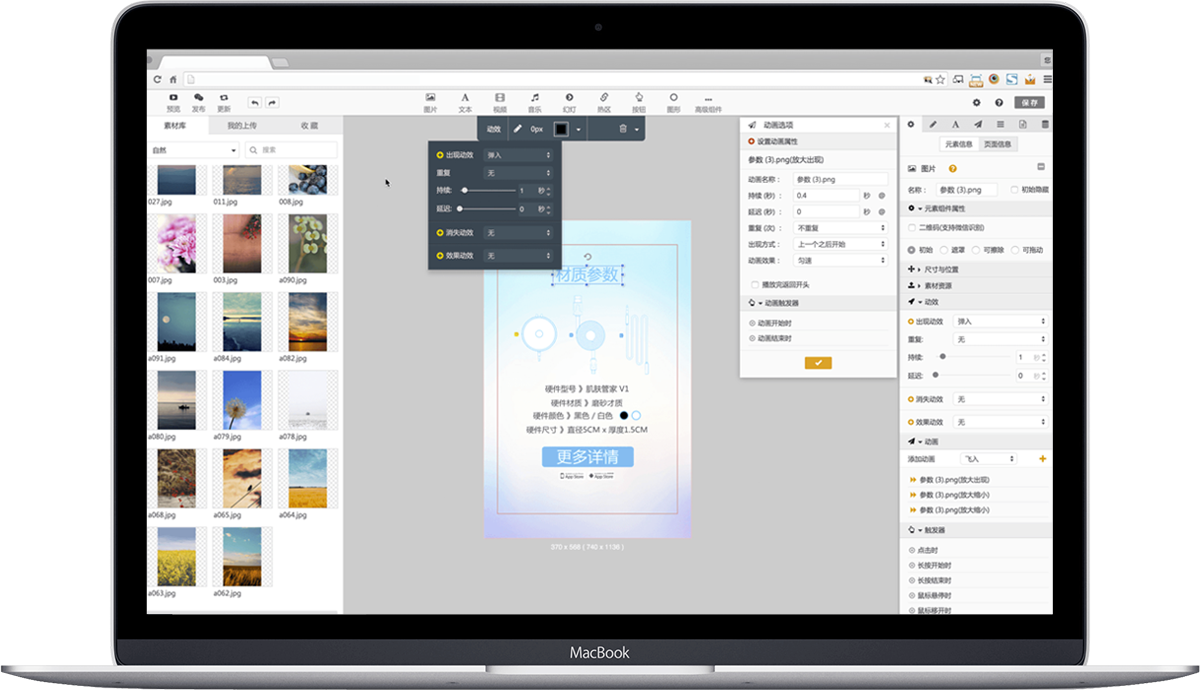 预览 发布 更新
图片 文本 视频 音乐 幻灯 热区 按钮 图形 高级组件
保存
素材库 我的上传 收藏
自然
搜索
027.jpg 011.jpg 008.jpg
007.jpg 003.jpg a090.jpg
a091.jpg a084.jpg a082.jpg
a080.jpg a079.jpg a078.jpg
a068.jpg a065.jpg a064.jpg
a063.jpg a062.jpg
动效 0px
出现动效 弹入
重复 无
持续: 1 秒
延迟: 0 秒
消失动效 无
效果动效 无
材质参数
硬件型号 》肌肤管家 V1
硬件材质 》磨砂才质
硬件颜色 》黑色 / 白色
硬件尺寸 》直径5CM x 厚度1.5CM
更多详情
App Store App Store
370 x 568 ( 740 x 1136 )
动画选项
设置动画属性
参数 (3).png(放大出现)
动画名称： 参数 (3).png
持续 (秒)： 0.4 秒
延迟 (秒)： 0 秒
重复 (次)： 不重复
出现方式： 上一个之后开始
动画效果： 匀速
播放完返回开头
动画触发器
动画开始时
动画结束时
元素信息 页面信息
图片
名称： 参数 (3).png 初始隐藏
元素组件属性
二维码(支持微信识别)
初始 遮罩 可擦除 可拖动
尺寸与位置
素材资源
动效
出现动效 弹入
重复: 无
持续: 1 秒
延迟: 0 秒
消失动效 无
效果动效 无
动画
添加动画 飞入
参数 (3).png(放大出现)
参数 (3).png(放大缩小)
参数 (3).png(放大缩小)
触发器
点击时
长按开始时
长按结束时
鼠标悬停时
鼠标移开时
MacBook